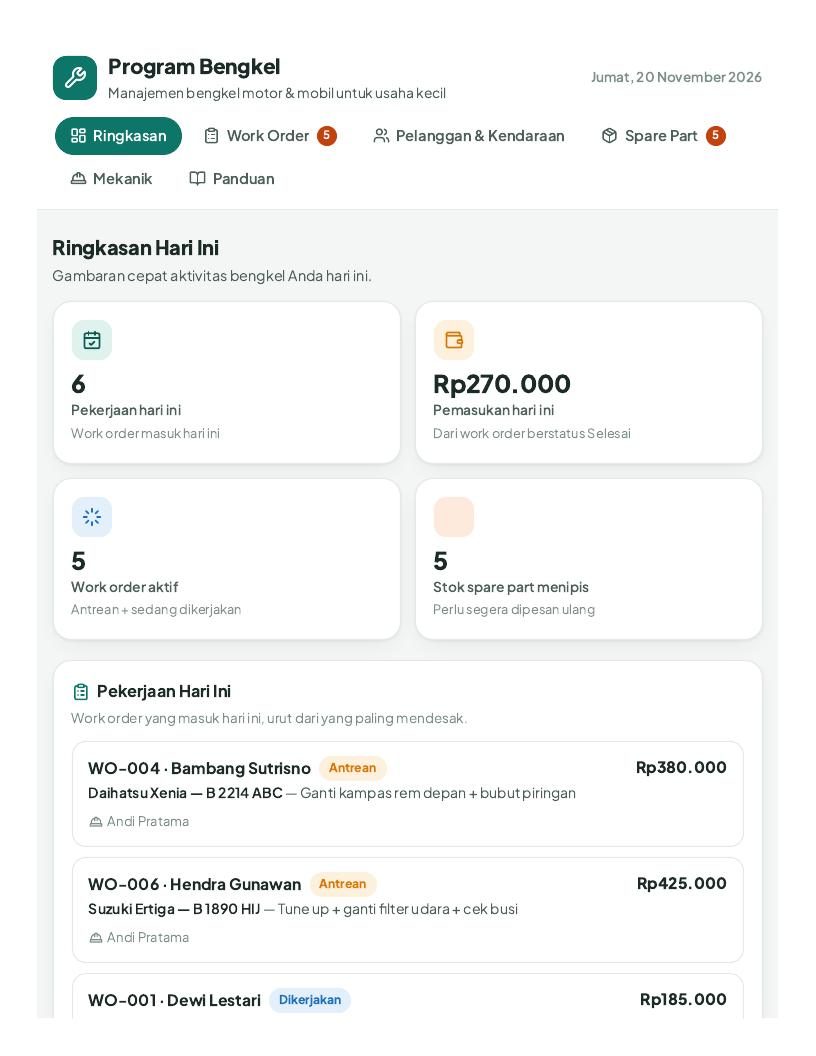 Program Bengkel
Manajemen bengkel motor & mobil untuk usaha kecil
Jumat, 20 November 2026
Ringkasan
Work Order 5
Pelanggan & Kendaraan
Spare Part 5
Mekanik
Panduan
Ringkasan Hari Ini
Gambaran cepat aktivitas bengkel Anda hari ini.
6
Pekerjaan hari ini
Work order masuk hari ini
Rp270.000
Pemasukan hari ini
Dari work order berstatus Selesai
5
Work order aktif
Antrean + sedang dikerjakan
5
Stok spare part menipis
Perlu segera dipesan ulang
Pekerjaan Hari Ini
Work order yang masuk hari ini, urut dari yang paling mendesak.
WO-004 · Bambang Sutrisno Antrean Rp380.000
Daihatsu Xenia — B 2214 ABC — Ganti kampas rem depan + bubut piringan
Andi Pratama
WO-006 · Hendra Gunawan Antrean Rp425.000
Suzuki Ertiga — B 1890 HIJ — Tune up + ganti filter udara + cek busi
Andi Pratama
WO-001 · Dewi Lestari Dikerjakan Rp185.000